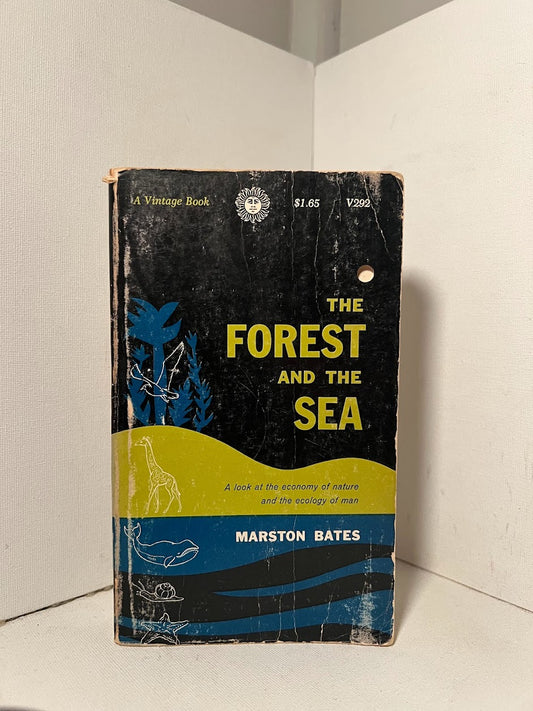 A Vintage Book $1.65 V292
THE
FOREST
AND THE
SEA
A look at the economy of nature
and the ecology of man
MARSTON BATES